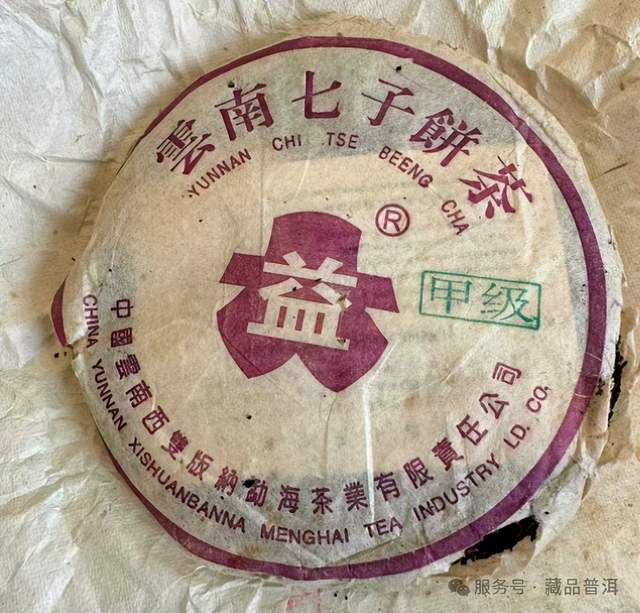 雲南七子餅茶
YUNNAN CHI TSE BEENG CHA
®
益
甲级
中國雲南西雙版納勐海茶業有限責任公司
CHINA YUNNAN XISHUANBANNA MENGHAI TEA INDUSTRY LD. CO.
服务号 · 藏品普洱